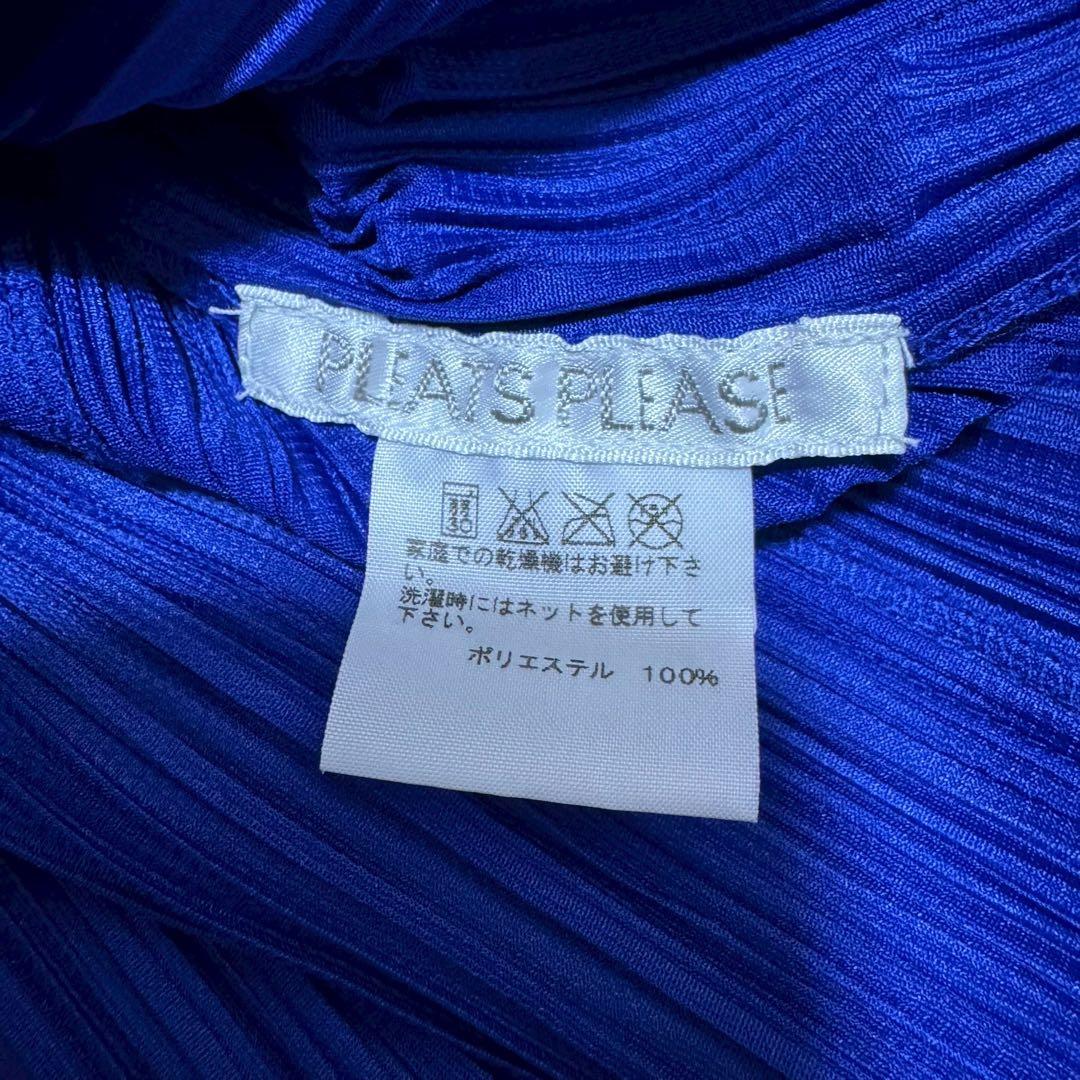 PLEATS PLEASE
家庭での乾燥機はお避け下さ
い。
洗濯時にはネットを使用して
下さい。
ポリエステル 100%